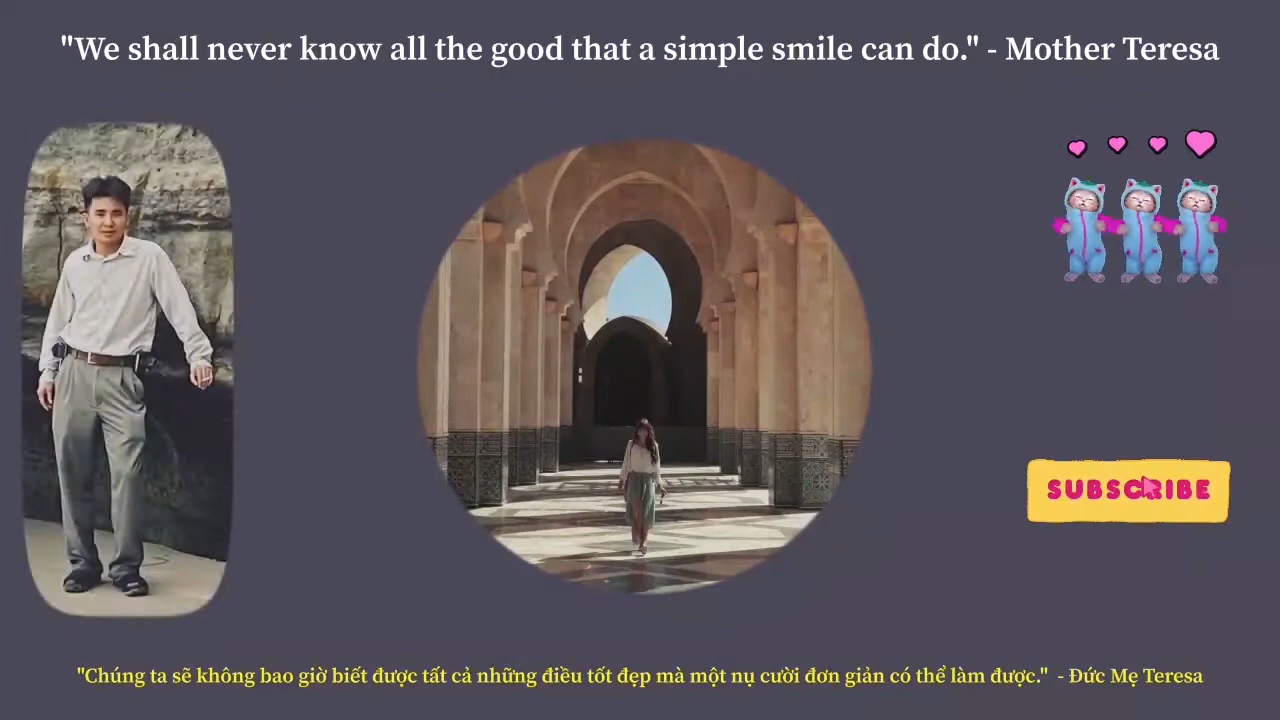 "We shall never know all the good that a simple smile can do." - Mother Teresa
SUBSCRIBE
"Chúng ta sẽ không bao giờ biết được tất cả những điều tốt đẹp mà một nụ cười đơn giản có thể làm được."  - Đức Mẹ Teresa